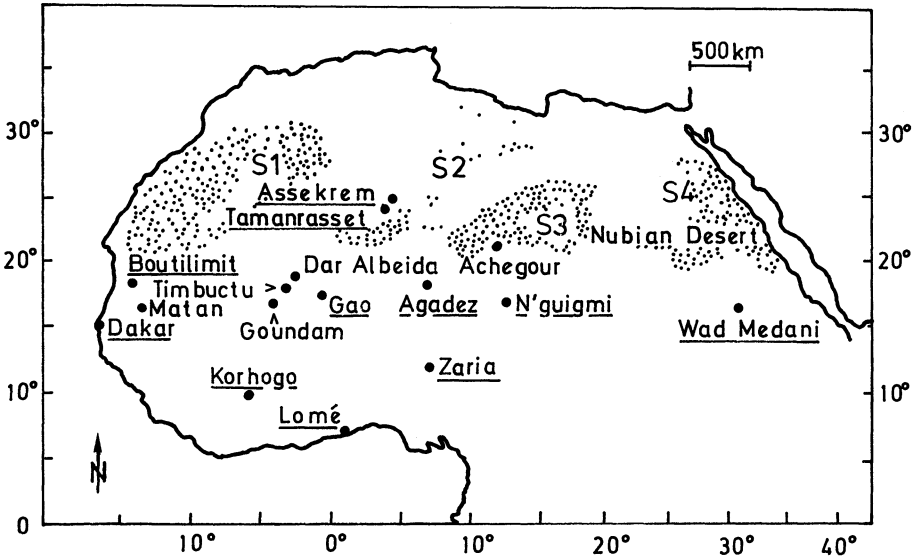 500km
30° 30°
S1 S2
Assekrem S4
Tamanrasset S3
Nubian Desert
20° 20°
Boutilimit Dar Albeida Achegour
Timbuctu >
Matan Gao Agadez N'guigmi
Dakar Goundam Wad Medani
Zaria
Korhogo
10° 10°
Lomé
N
0 0
10° 0° 10° 20° 30° 40°